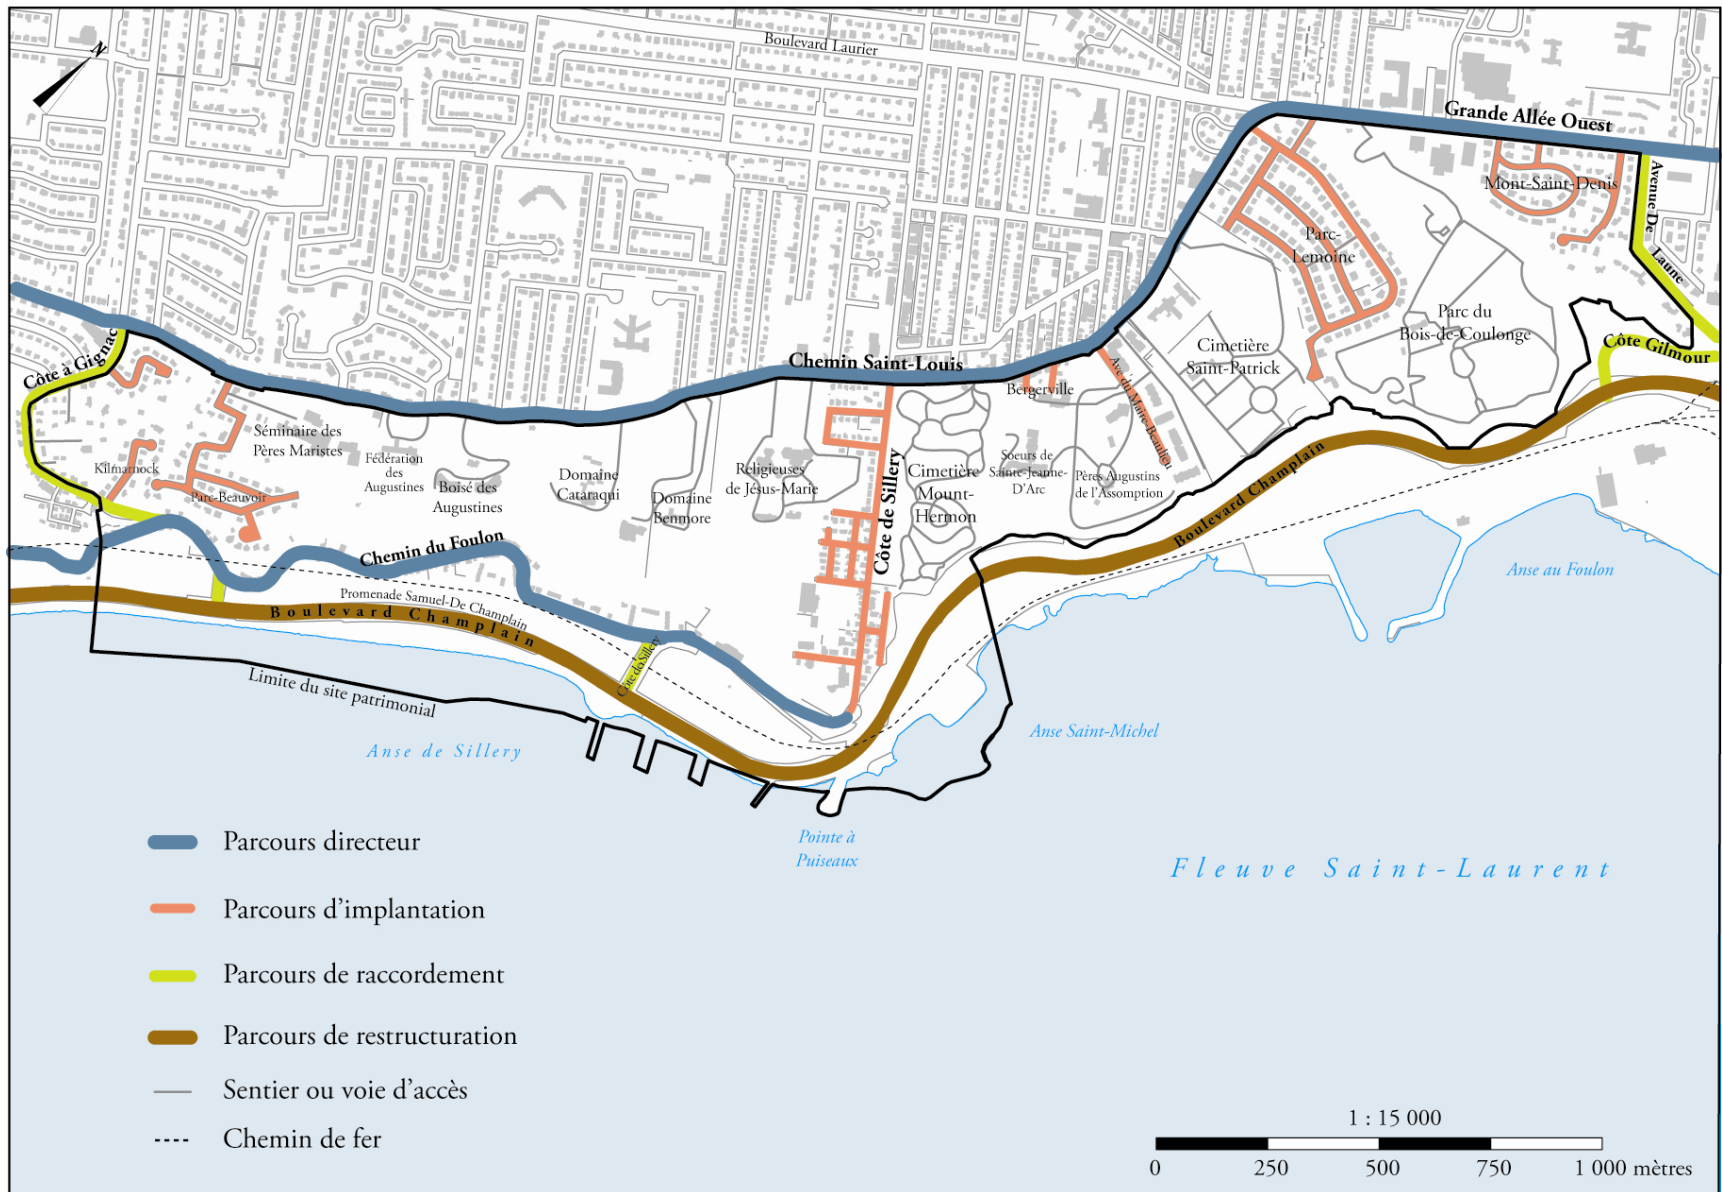 N
Boulevard Laurier
Grande Allée Ouest
Mont-Saint-Denis
Avenue De
Laune
Parc-
Lemoine
Parc du
Bois-de-Coulonge
Côte Gilmour
Cimetière
Saint-Patrick
Côte à Gignac
Chemin Saint-Louis
Bergerville
Ave du Maire-Beaulieu
Séminaire des
Pères Maristes
Kilmarnock
Parc-Beauvoir
Fédération
des
Augustines
Boisé des
Augustines
Domaine
Cataraqui
Domaine
Benmore
Religieuses
de Jésus-Marie
Côte de Sillery
Cimetière
Mount-
Hermon
Soeurs de
Sainte-Jeanne-
D'Arc
Pères Augustins
de l'Assomption
Boulevard Champlain
Chemin du Foulon
Promenade Samuel-De Champlain
Boulevard Champlain
Côte de Sillery
Anse au Foulon
Limite du site patrimonial
Anse de Sillery
Anse Saint-Michel
Pointe à
Puiseaux
Fleuve Saint-Laurent
Parcours directeur
Parcours d'implantation
Parcours de raccordement
Parcours de restructuration
Sentier ou voie d'accès
Chemin de fer
1 : 15 000
0 250 500 750 1 000 mètres